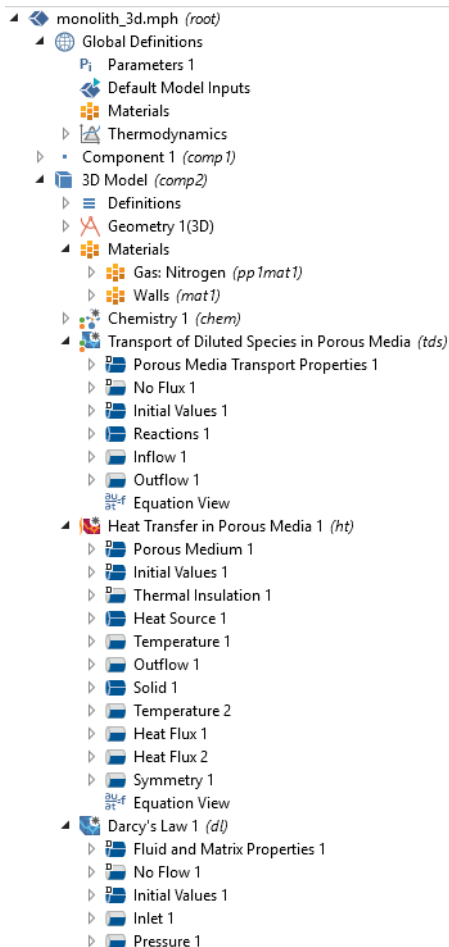 monolith_3d.mph (root)
Global Definitions
Pi Parameters 1
Default Model Inputs
Materials
Thermodynamics
Component 1 (comp1)
3D Model (comp2)
Definitions
Geometry 1(3D)
Materials
Gas: Nitrogen (pp1mat1)
Walls (mat1)
Chemistry 1 (chem)
Transport of Diluted Species in Porous Media (tds)
D Porous Media Transport Properties 1
D No Flux 1
D Initial Values 1
Reactions 1
Inflow 1
Outflow 1
∂u/∂t=f Equation View
Heat Transfer in Porous Media 1 (ht)
D Porous Medium 1
D Initial Values 1
D Thermal Insulation 1
Heat Source 1
Temperature 1
Outflow 1
Solid 1
Temperature 2
Heat Flux 1
Heat Flux 2
Symmetry 1
∂u/∂t=f Equation View
Darcy's Law 1 (dl)
D Fluid and Matrix Properties 1
D No Flow 1
D Initial Values 1
Inlet 1
Pressure 1